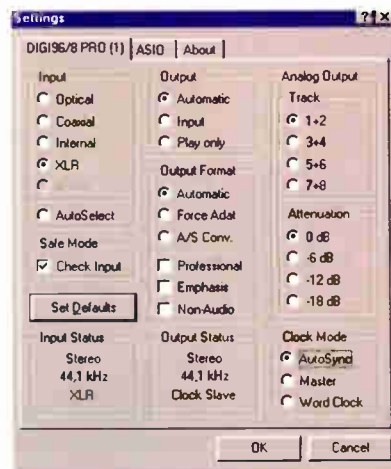 Settings
DIGI96/8 PRO (1)
ASIO
About
Input
Optical
Coaxial
Internal
XLR
AutoSelect
Safe Mode
Check Input
Set Defaults
Input Status
Stereo
44,1 kHz
XLR
Output
Automatic
Input
Play only
Output Format
Automatic
Force Adat
A/S Conv.
Professional
Emphasis
Non-Audio
Output Status
Stereo
44,1 kHz
Clock Slave
Analog Output
Track
1+2
3+4
5+6
7+8
Attenuation
0 dB
-6 dB
-12 dB
-18 dB
Clock Mode
AutoSync
Master
Word Clock
OK
Cancel